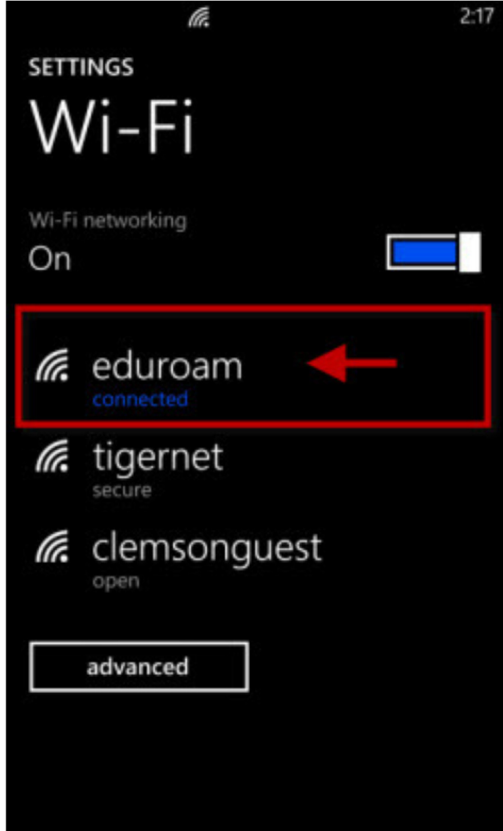 2:17
SETTINGS
Wi-Fi
Wi-Fi networking
On
eduroam
connected
tigernet
secure
clemsonguest
open
advanced